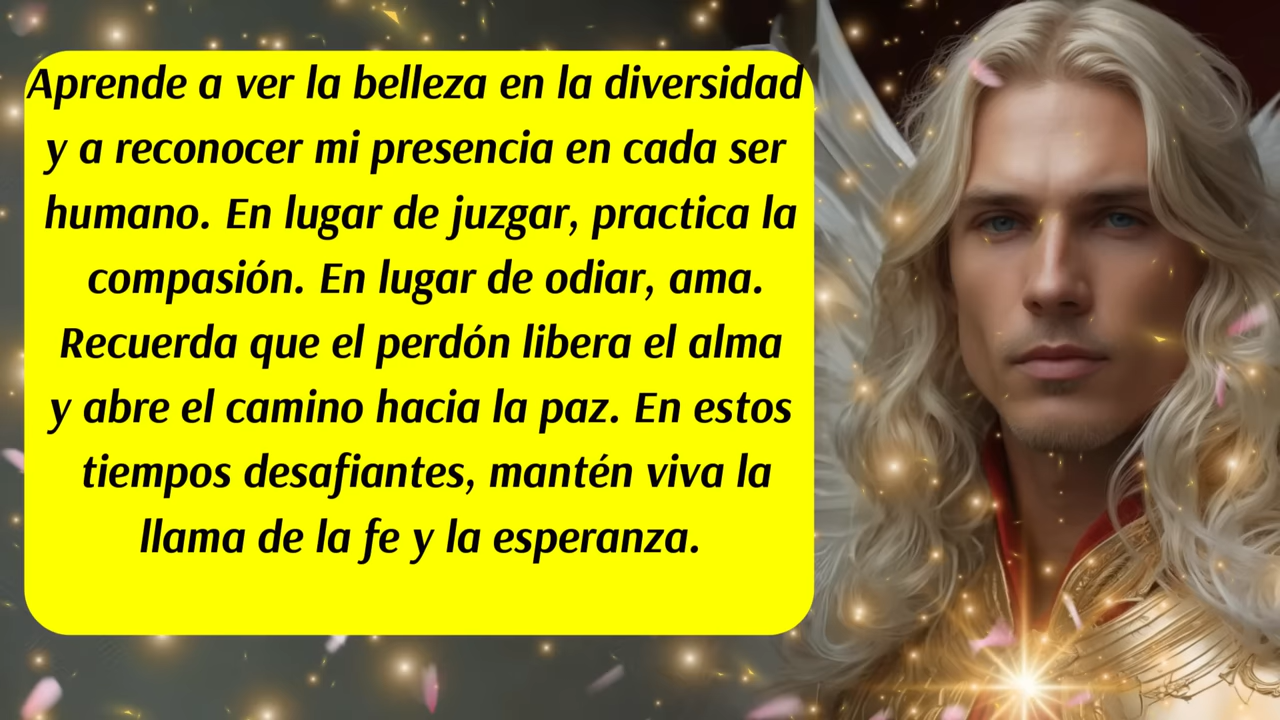 Aprende a ver la belleza en la diversidad
y a reconocer mi presencia en cada ser
humano. En lugar de juzgar, practica la
compasión. En lugar de odiar, ama.
Recuerda que el perdón libera el alma
y abre el camino hacia la paz. En estos
tiempos desafiantes, mantén viva la
llama de la fe y la esperanza.